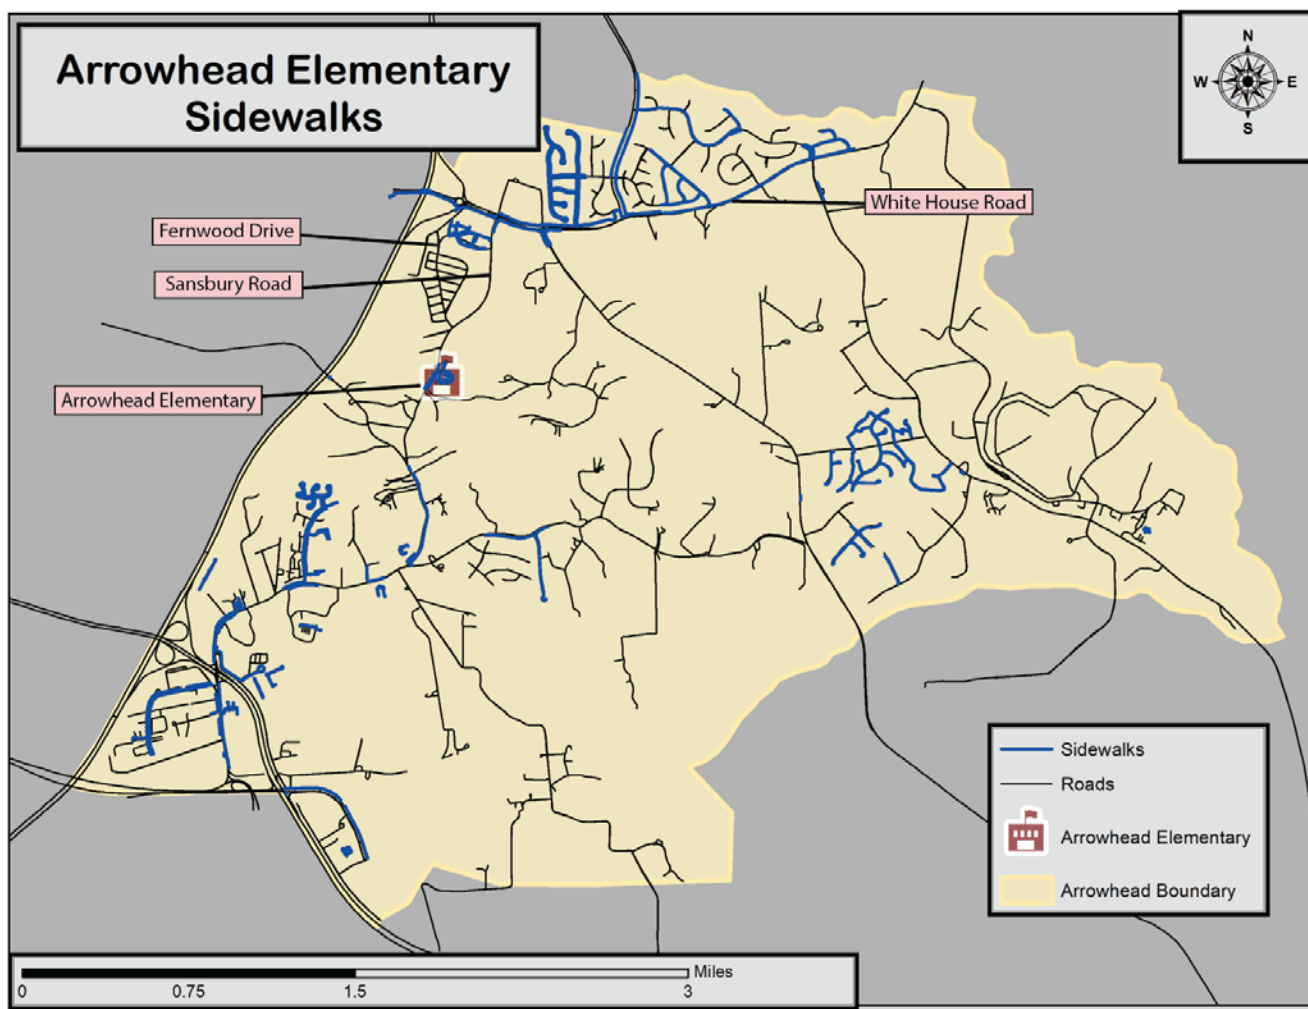 Arrowhead Elementary
Sidewalks
N
W E
S
White House Road
Fernwood Drive
Sansbury Road
Arrowhead Elementary
Sidewalks
Roads
Arrowhead Elementary
Arrowhead Boundary
Miles
0 0.75 1.5 3